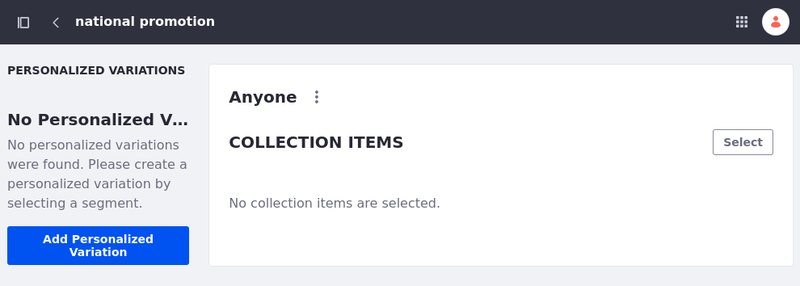 national promotion
PERSONALIZED VARIATIONS
No Personalized V...
No personalized variations
were found. Please create a
personalized variation by
selecting a segment.
Add Personalized
Variation
Anyone
COLLECTION ITEMS
Select
No collection items are selected.